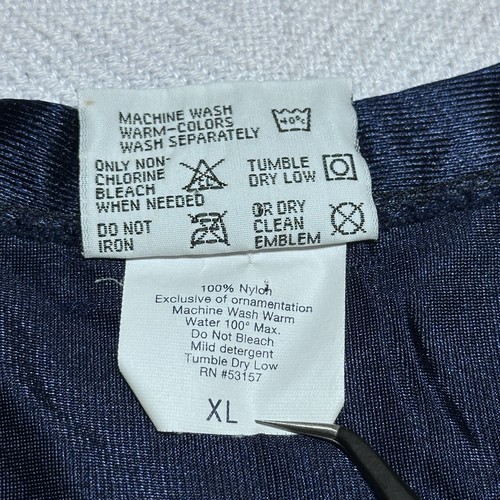 MACHINE WASH
WARM-COLORS
WASH SEPARATELY
40°C
ONLY NON-
CHLORINE
BLEACH
WHEN NEEDED
TUMBLE
DRY LOW
DO NOT
IRON
OR DRY
CLEAN
EMBLEM
100% Nylon
Exclusive of ornamentation
Machine Wash Warm
Water 100° Max.
Do Not Bleach
Mild detergent
Tumble Dry Low
RN #53157
XL